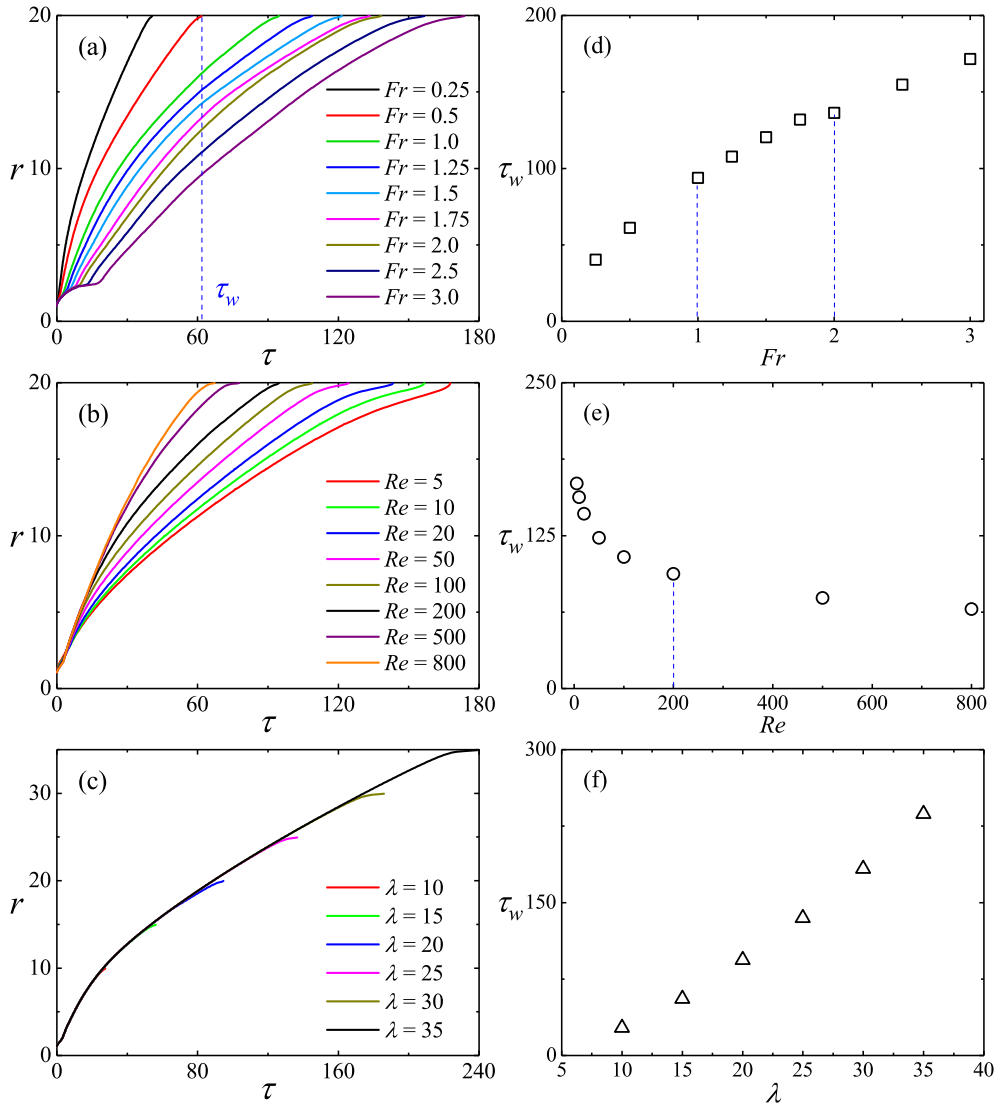 (a)
20
10
0
r
Fr = 0.25
Fr = 0.5
Fr = 1.0
Fr = 1.25
Fr = 1.5
Fr = 1.75
Fr = 2.0
Fr = 2.5
Fr = 3.0
τw
0 60 120 180
τ
(d)
200
100
0
τw
0 1 2 3
Fr
(b)
20
10
0
r
Re = 5
Re = 10
Re = 20
Re = 50
Re = 100
Re = 200
Re = 500
Re = 800
0 60 120 180
τ
(e)
250
125
0
τw
0 200 400 600 800
Re
(c)
30
20
10
0
r
λ = 10
λ = 15
λ = 20
λ = 25
λ = 30
λ = 35
0 80 160 240
τ
(f)
300
150
0
τw
5 10 15 20 25 30 35 40
λ